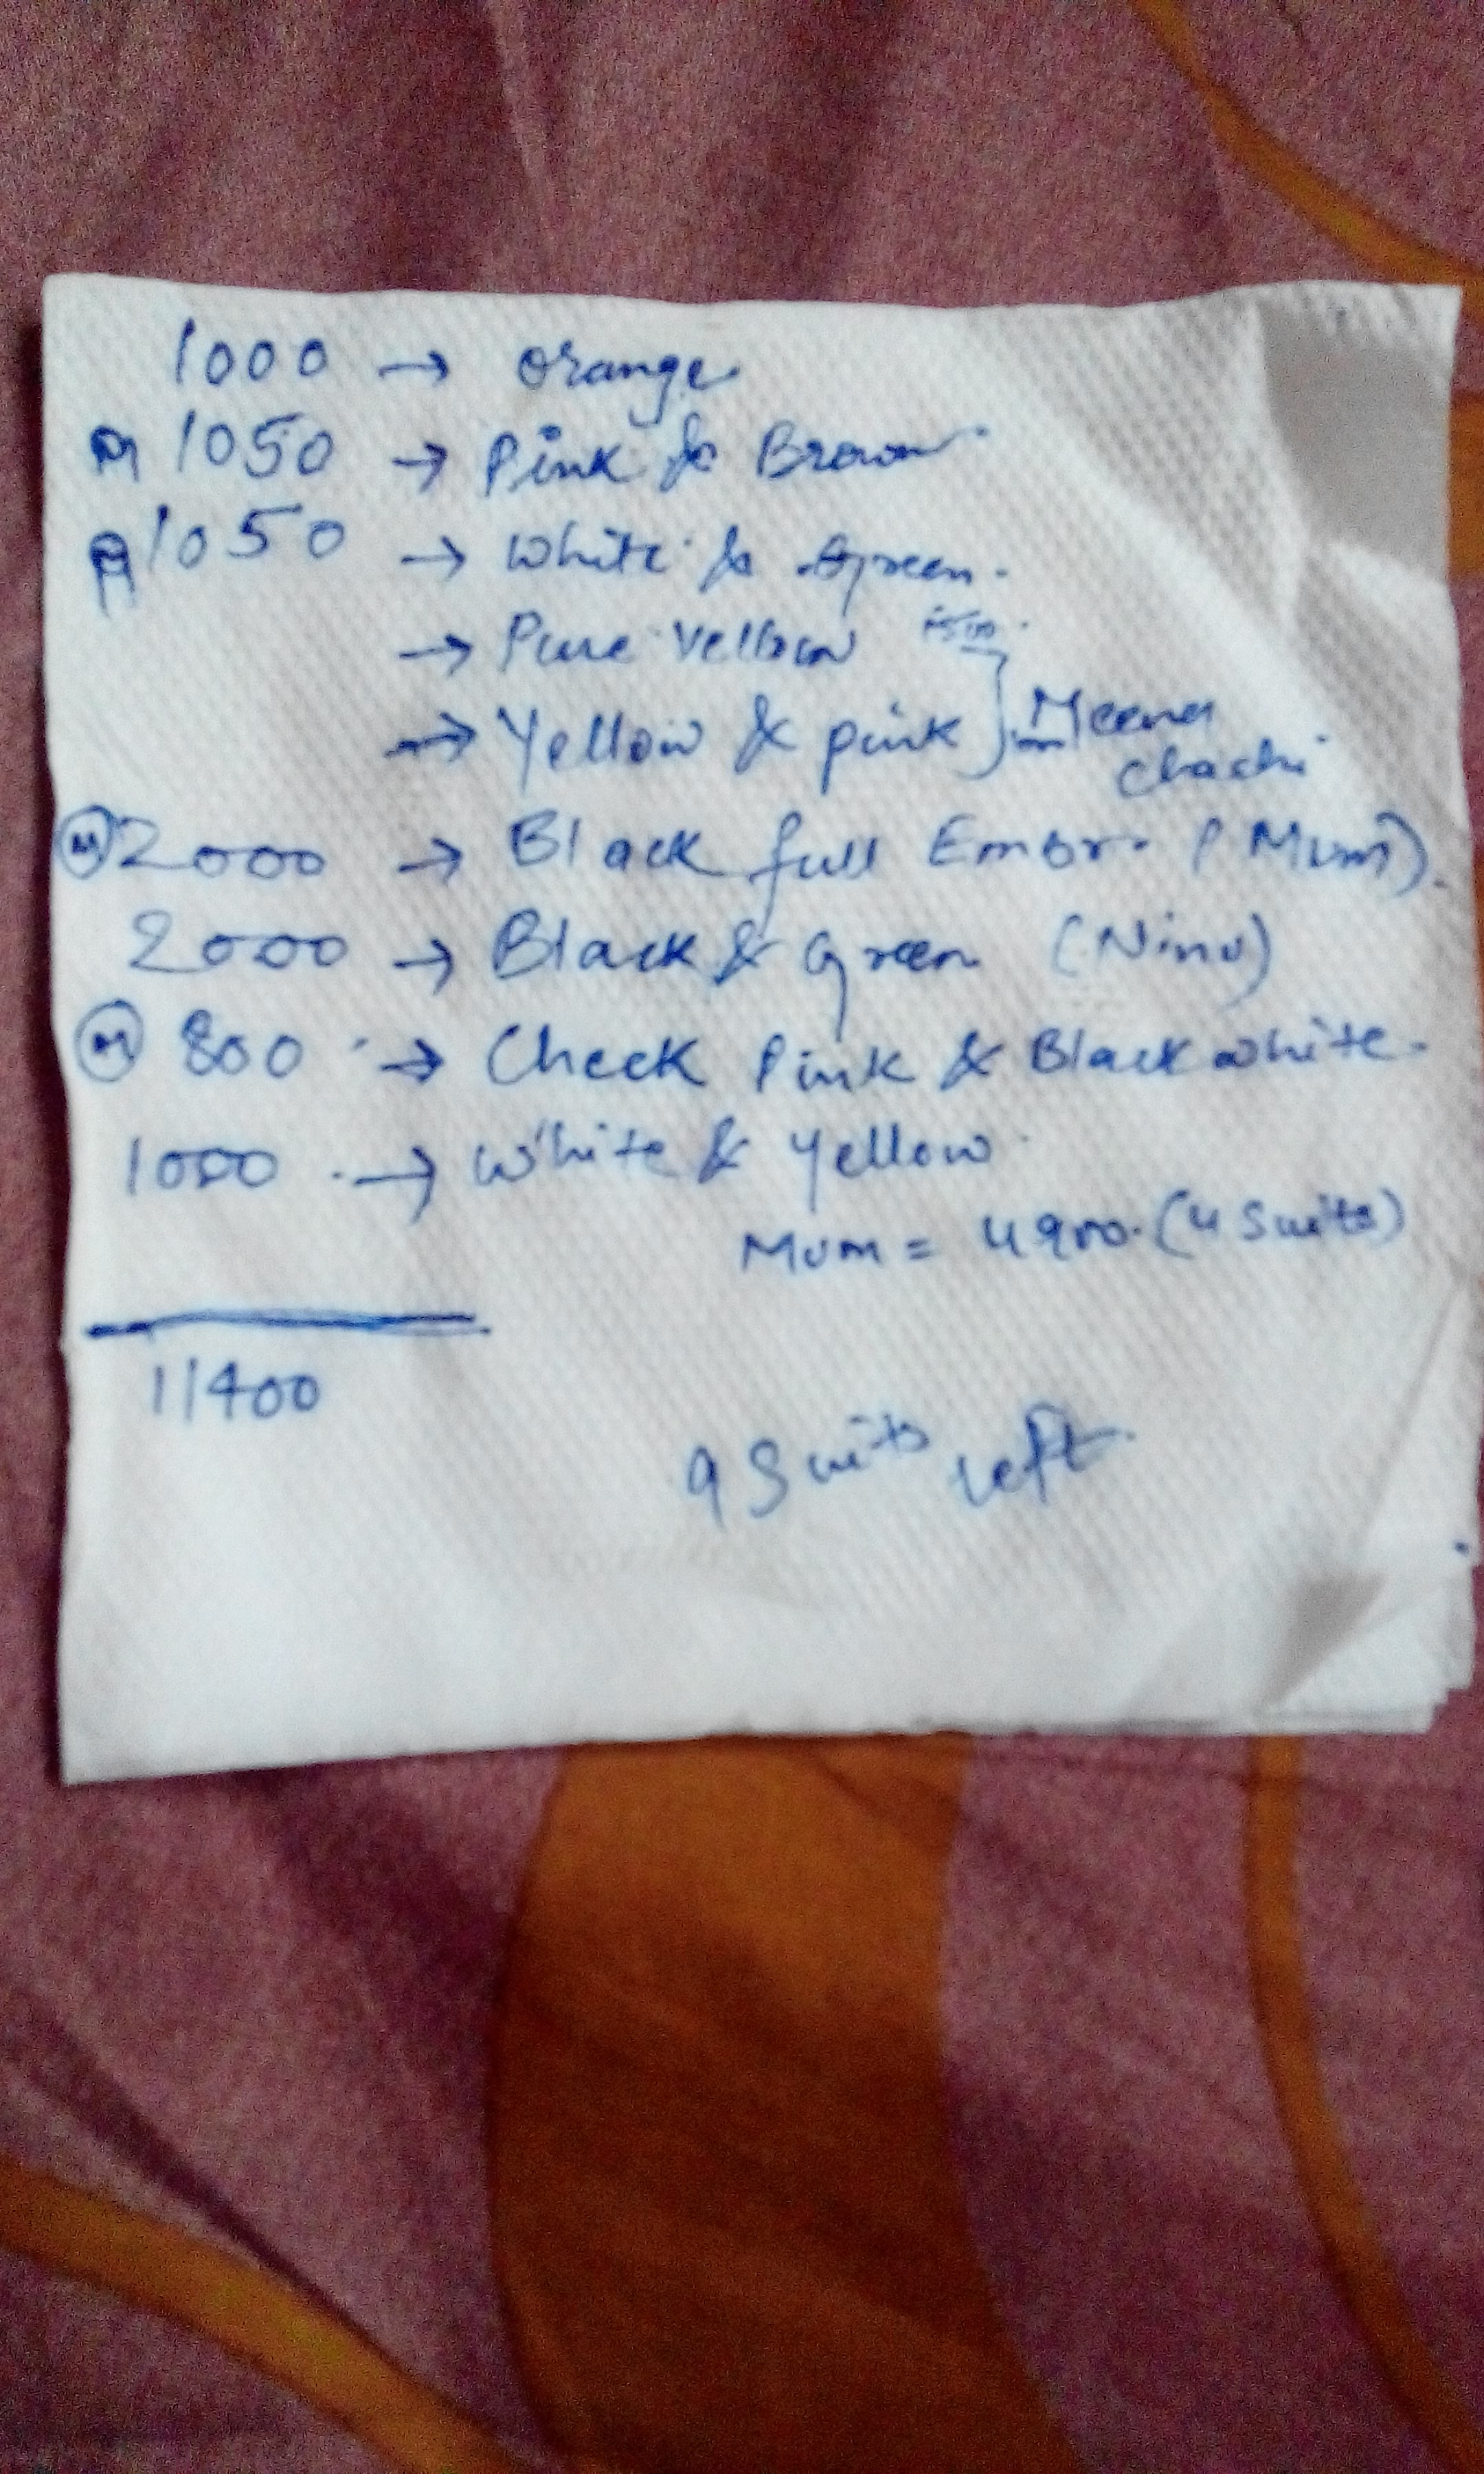 1000 → Orange
M 1050 → Pink & Brown
1050 → White & Green
→ Pure Yellow
→ Yellow & pink } Meena
chachi
M 2000 → Black full Embr. (Mum)
2000 → Black & Green (Ninu)
M 800 → Check Pink & Black white
1000 → White & Yellow
Mum = 4900. (4 Suits)
11400
9 Suits left